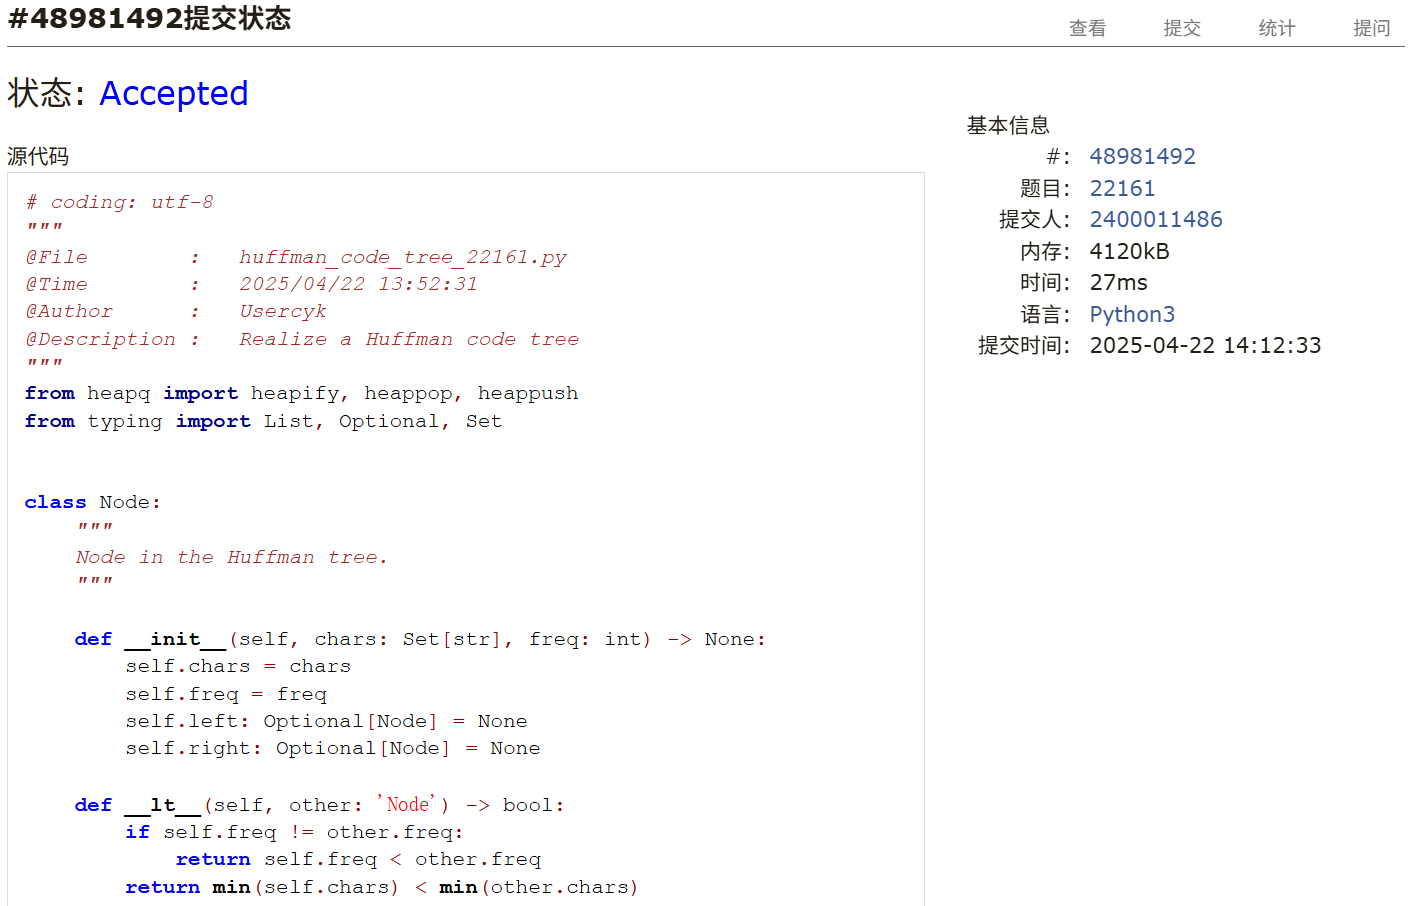 #48981492提交状态
查看 提交 统计 提问
状态: Accepted
源代码
# coding: utf-8
"""
@File        :   huffman_code_tree_22161.py
@Time        :   2025/04/22 13:52:31
@Author      :   Usercyk
@Description :   Realize a Huffman code tree
"""
from heapq import heapify, heappop, heappush
from typing import List, Optional, Set
class Node:
    """
    Node in the Huffman tree.
    """
    def __init__(self, chars: Set[str], freq: int) -> None:
        self.chars = chars
        self.freq = freq
        self.left: Optional[Node] = None
        self.right: Optional[Node] = None
    def __lt__(self, other: 'Node') -> bool:
        if self.freq != other.freq:
            return self.freq < other.freq
        return min(self.chars) < min(other.chars)
基本信息
#: 48981492
题目: 22161
提交人: 2400011486
内存: 4120kB
时间: 27ms
语言: Python3
提交时间: 2025-04-22 14:12:33